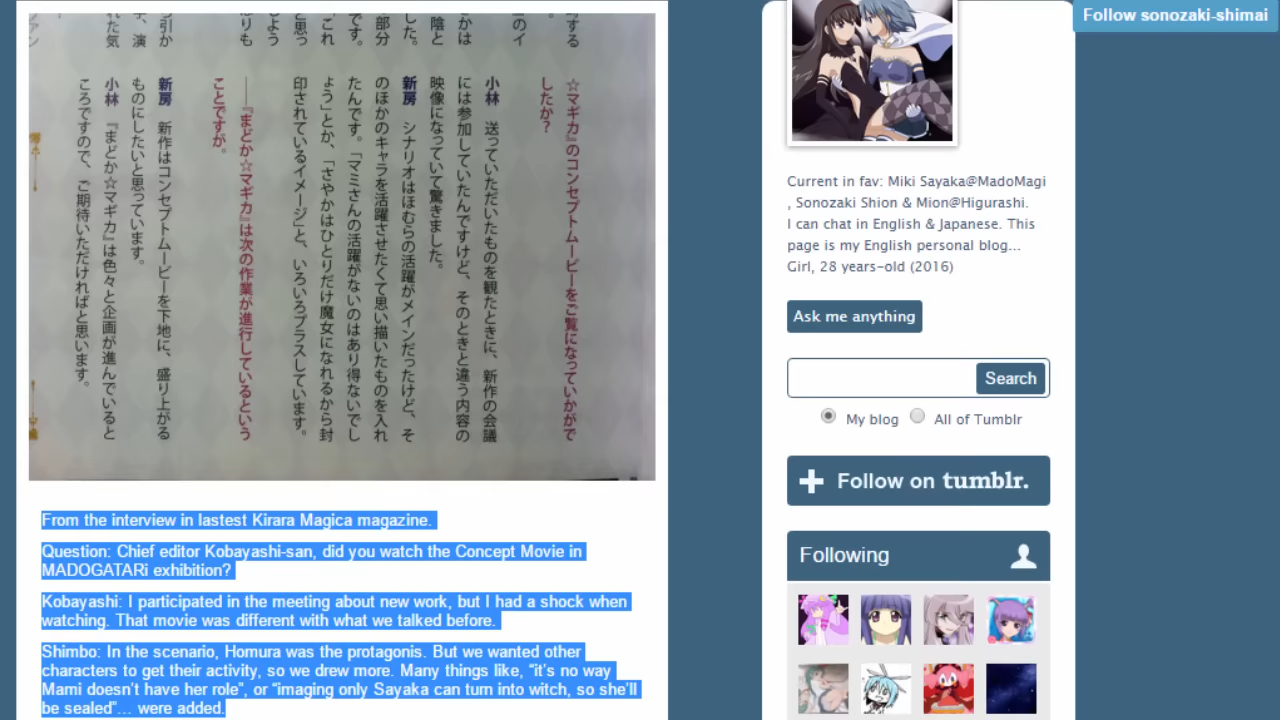 する
。
のイ
☆マギカ』のコンセプトムービーをご覧になっていかがで
したか?
小林 送っていただいたものを観たときに、新作の会議
には参加していたんですけど、そのときと違う内容の
映像になっていて驚きました。
新房 シナリオはほむらの活躍がメインだったけど、そ
のほかのキャラを活躍させたくて思い描いたものを入れ
たんです。「マミさんの活躍がないのはあり得ないでし
ょう」とか、「さやかはひとりだけ魔女になれるから封
印されているイメージ」と、いろいろプラスしています。
――『まどか☆マギカ』は次の作業が進行しているという
ことですが。
新房 新作はコンセプトムービーを下地に、盛り上がる
ものにしたいと思っています。
小林 『まどか☆マギカ』は色々と企画が進んでいると
ころですので、ご期待いただければと思います。
From the interview in lastest Kirara Magica magazine.
Question: Chief editor Kobayashi-san, did you watch the Concept Movie in
MADOGATARi exhibition?
Kobayashi: I participated in the meeting about new work, but I had a shock when
watching. That movie was different with what we talked before.
Shimbo: In the scenario, Homura was the protagonis. But we wanted other
characters to get their activity, so we drew more. Many things like, “it’s no way
Mami doesn’t have her role”, or “imaging only Sayaka can turn into witch, so she’ll
be sealed”... were added.
Follow sonozaki-shimai
Current in fav: Miki Sayaka@MadoMagi
, Sonozaki Shion & Mion@Higurashi.
I can chat in English & Japanese. This
page is my English personal blog...
Girl, 28 years-old (2016)
Ask me anything
Search
My blog All of Tumblr
Follow on tumblr.
Following